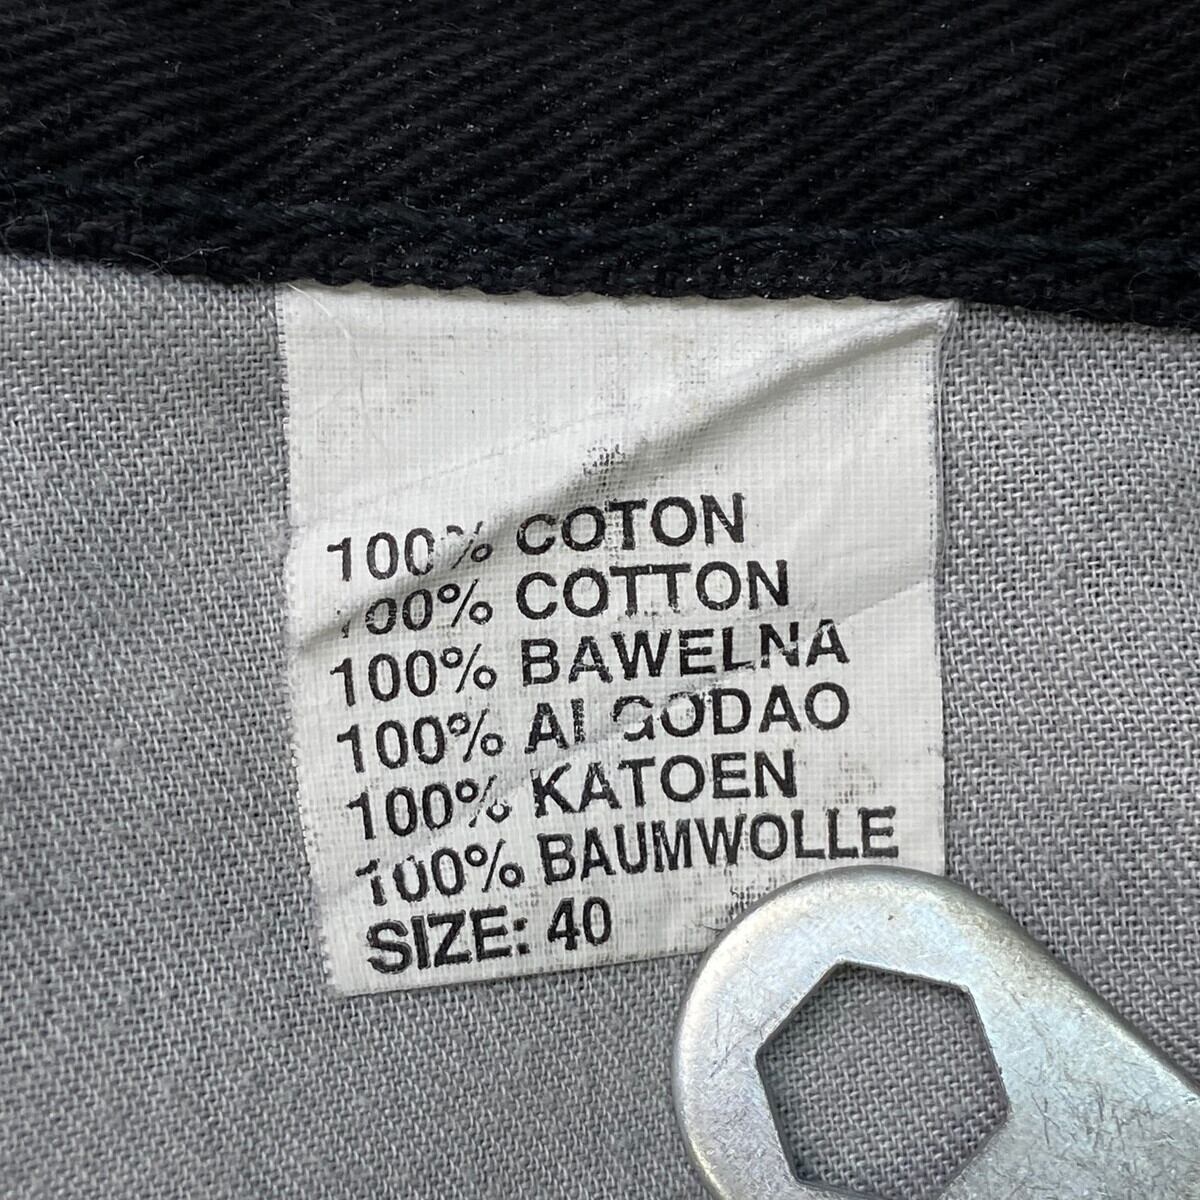 100% COTON
100% COTTON
100% BAWELNA
100% ALGODAO
100% KATOEN
100% BAUMWOLLE
SIZE: 40